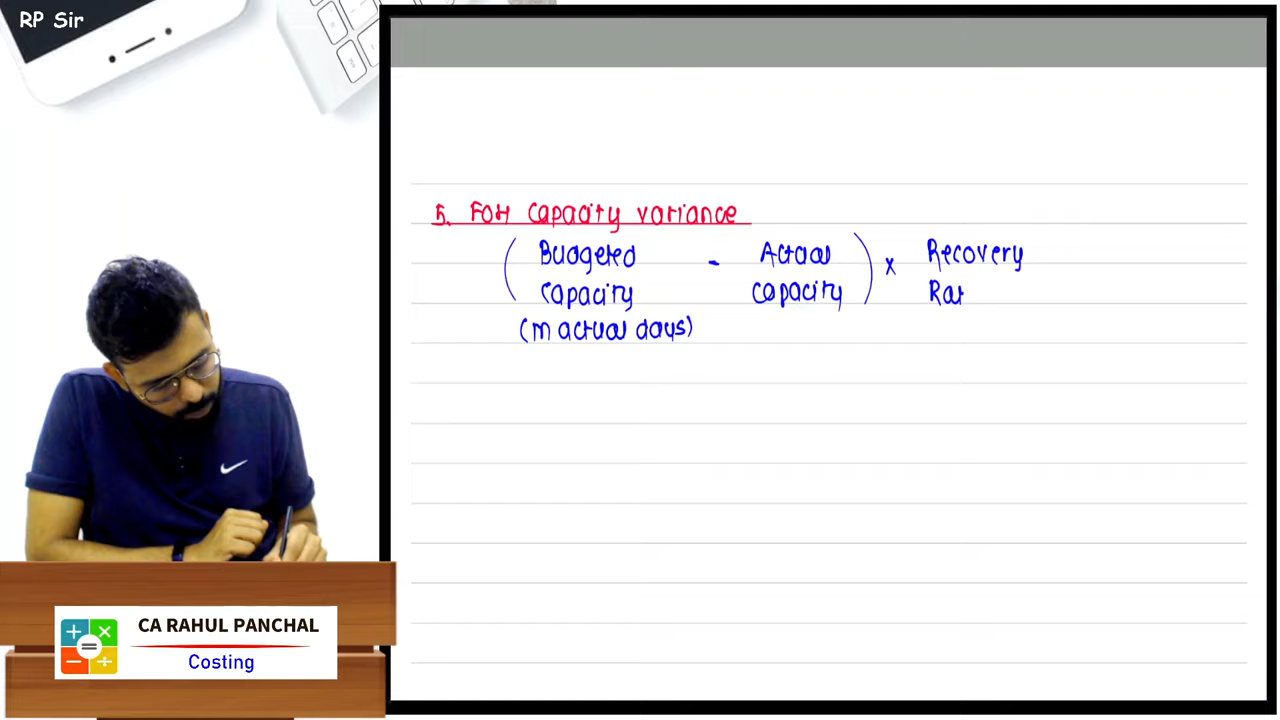 RP Sir
5. FOH Capacity variance
( Budgeted - Actual ) x Recovery
Capacity Capacity Rat
(in actual days)
CA RAHUL PANCHAL
Costing